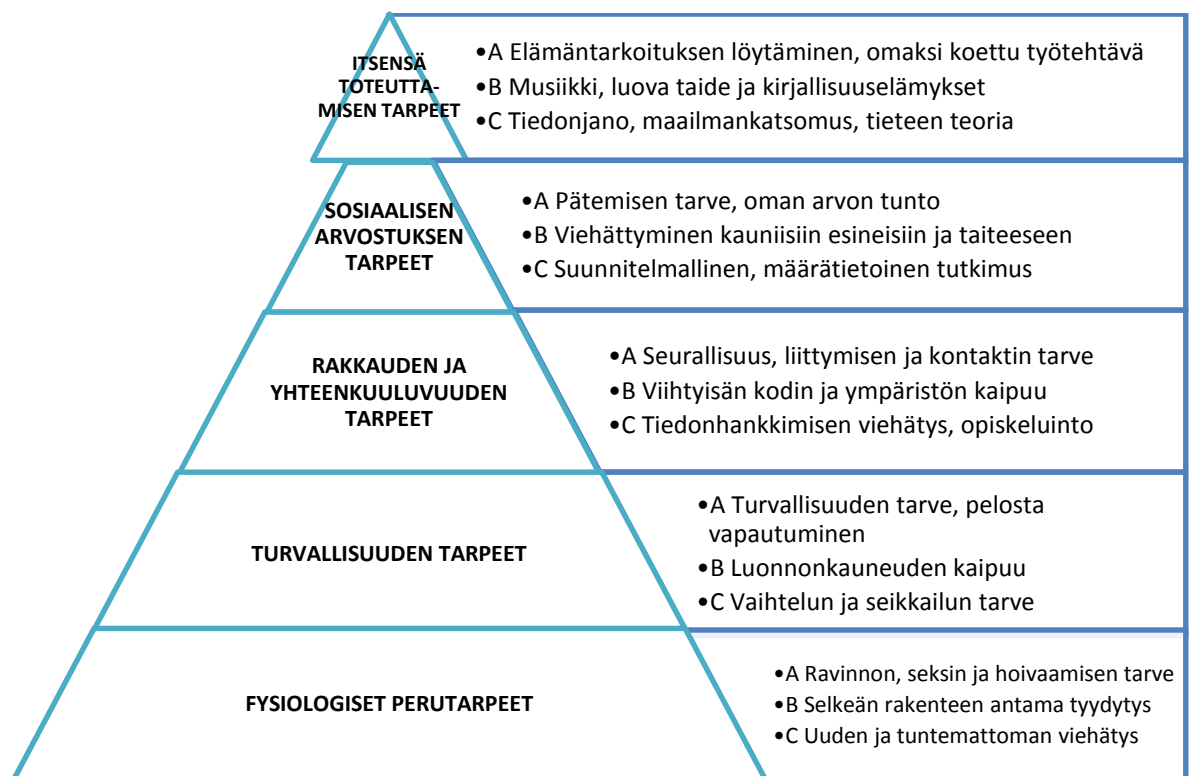 ITSENSÄ
TOTEUTTA-
MISEN TARPEET
•A Elämäntarkoituksen löytäminen, omaksi koettu työtehtävä
•B Musiikki, luova taide ja kirjallisuuselämykset
•C Tiedonjano, maailmankatsomus, tieteen teoria
SOSIAALISEN
ARVOSTUKSEN
TARPEET
•A Pätemisen tarve, oman arvon tunto
•B Viehättyminen kauniisiin esineisiin ja taiteeseen
•C Suunnitelmallinen, määrätietoinen tutkimus
RAKKAUDEN JA
YHTEENKUULUVUUDEN
TARPEET
•A Seurallisuus, liittymisen ja kontaktin tarve
•B Viihtyisän kodin ja ympäristön kaipuu
•C Tiedonhankkimisen viehätys, opiskeluinto
TURVALLISUUDEN TARPEET
•A Turvallisuuden tarve, pelosta
vapautuminen
•B Luonnonkauneuden kaipuu
•C Vaihtelun ja seikkailun tarve
FYSIOLOGISET PERUTARPEET
•A Ravinnon, seksin ja hoivaamisen tarve
•B Selkeän rakenteen antama tyydytys
•C Uuden ja tuntemattoman viehätys